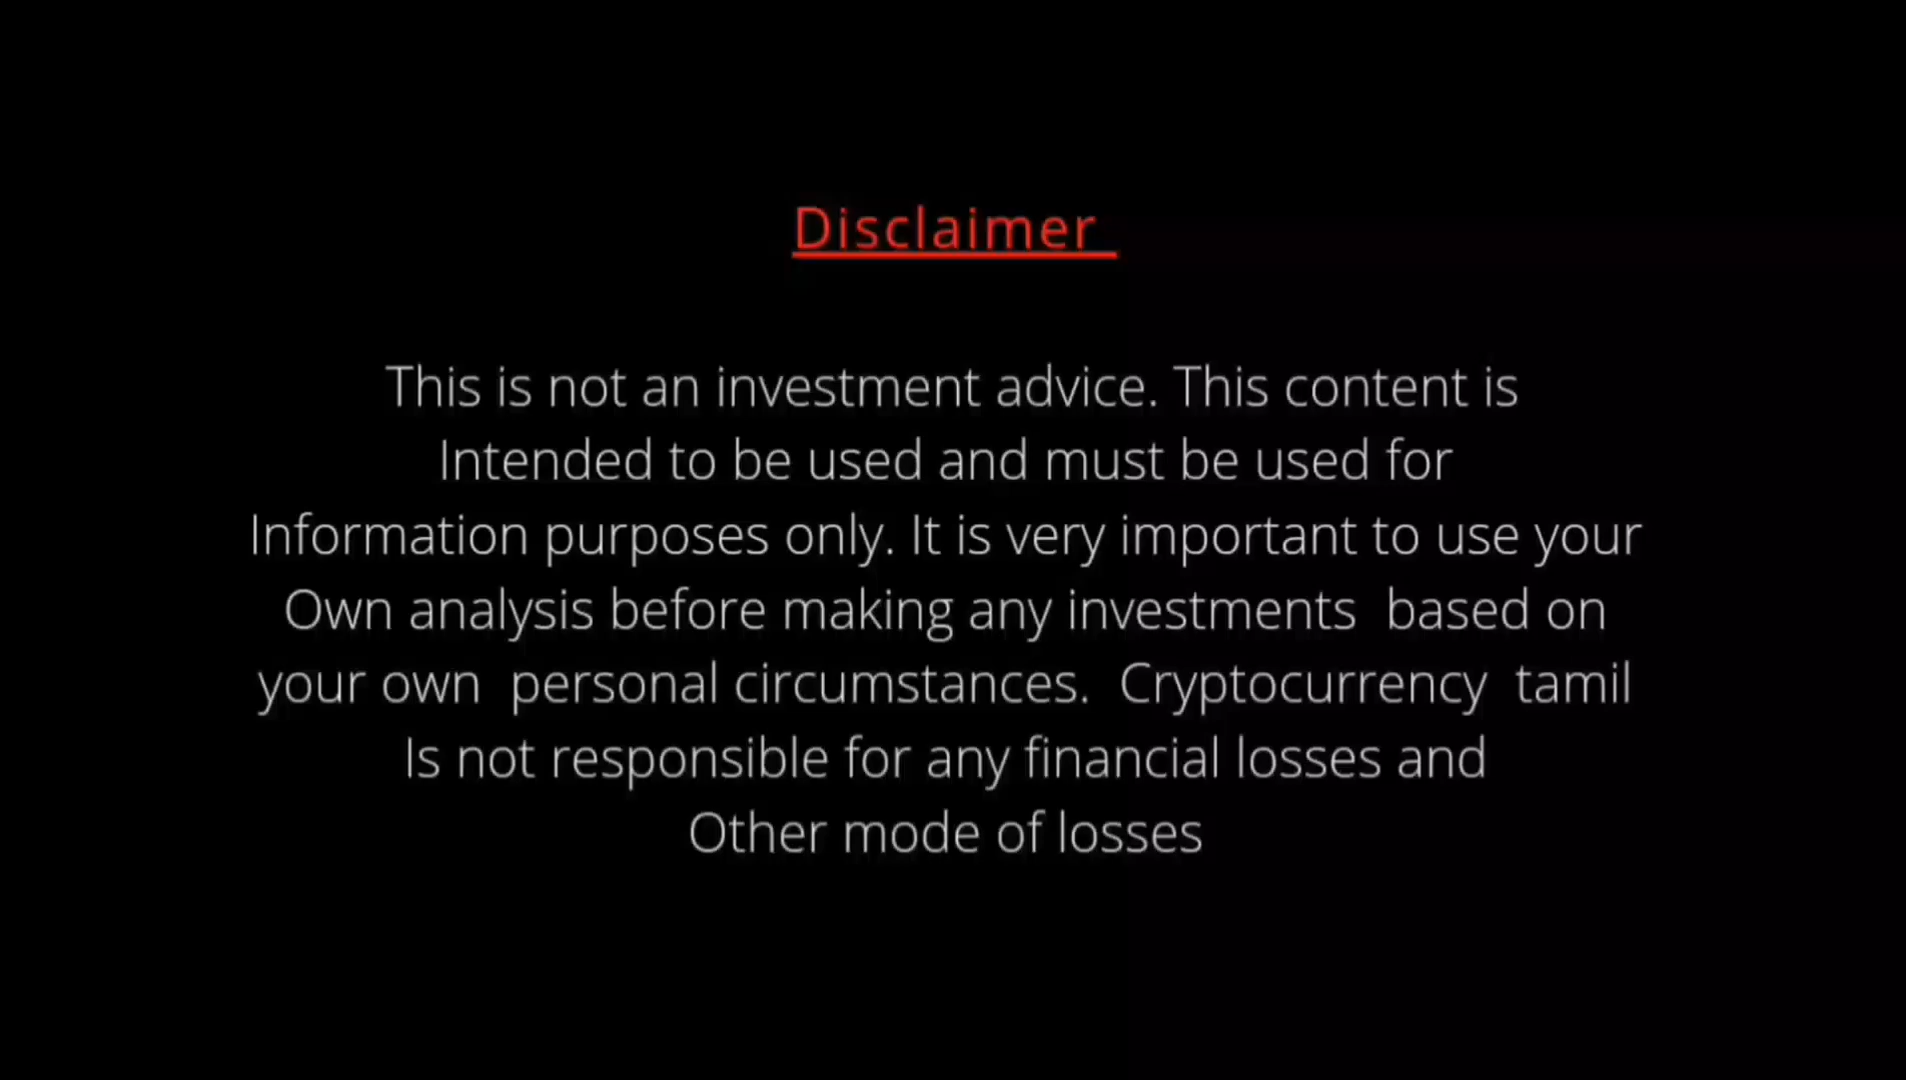 Disclaimer
This is not an investment advice. This content is
Intended to be used and must be used for
Information purposes only. It is very important to use your
Own analysis before making any investments  based on
your own  personal circumstances.  Cryptocurrency  tamil
Is not responsible for any financial losses and
Other mode of losses